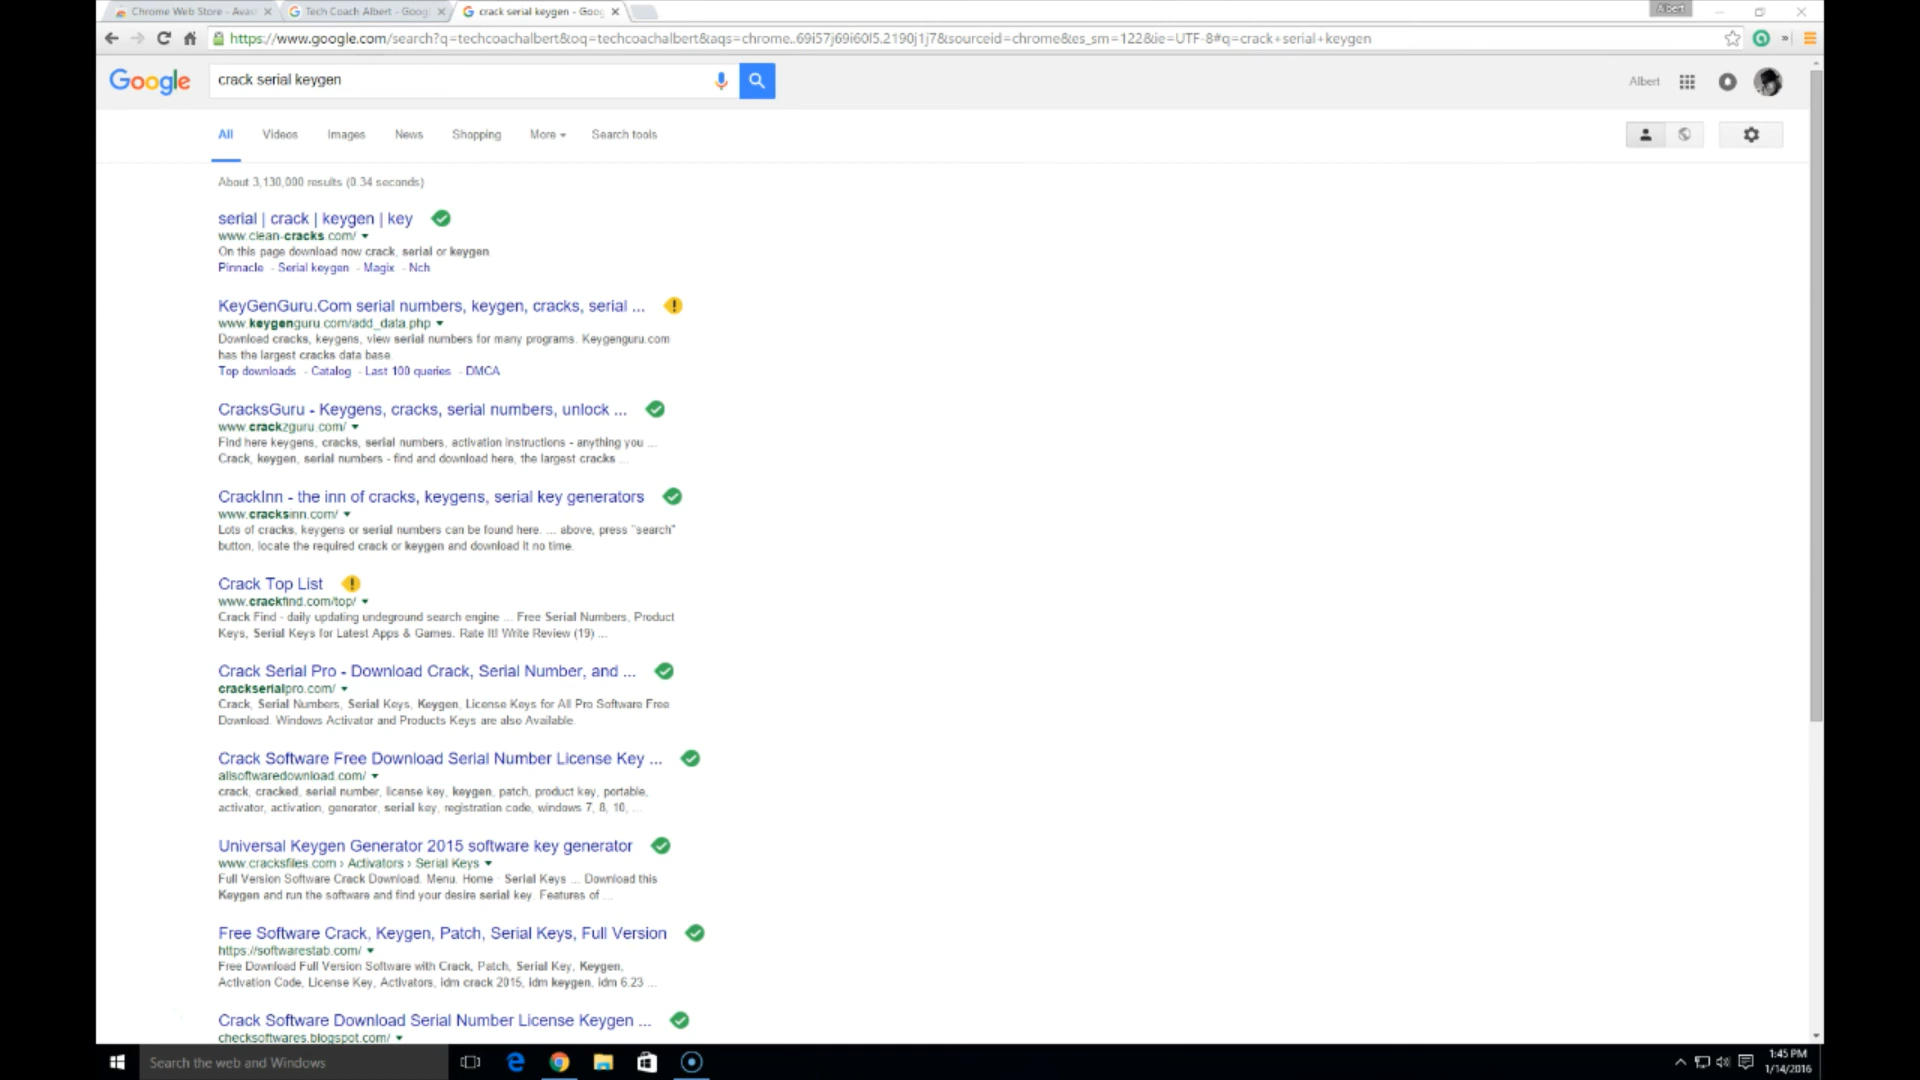 Chrome Web Store - Avas
Tech Coach Albert - Goog
crack serial keygen - Goog
Albert
https://www.google.com/search?q=techcoachalbert&oq=techcoachalbert&aqs=chrome..69i57j69i60l5.2190j1j7&sourceid=chrome&es_sm=122&ie=UTF-8#q=crack+serial+keygen
Google
crack serial keygen
Albert
All Videos Images News Shopping More Search tools
About 3,130,000 results (0.34 seconds)
serial | crack | keygen | key
www.clean-cracks.com/
On this page download now crack, serial or keygen.
Pinnacle - Serial keygen - Magix - Nch
KeyGenGuru.Com serial numbers, keygen, cracks, serial ...
www.keygenguru.com/add_data.php
Download cracks, keygens, view serial numbers for many programs. Keygenguru.com
has the largest cracks data base.
Top downloads - Catalog - Last 100 queries - DMCA
CracksGuru - Keygens, cracks, serial numbers, unlock ...
www.crackzguru.com/
Find here keygens, cracks, serial numbers, activation instructions - anything you ...
Crack, keygen, serial numbers - find and download here, the largest cracks ...
CrackInn - the inn of cracks, keygens, serial key generators
www.cracksinn.com/
Lots of cracks, keygens or serial numbers can be found here. ... above, press "search"
button, locate the required crack or keygen and download it no time.
Crack Top List
www.crackfind.com/top/
Crack Find - daily updating undeground search engine ... Free Serial Numbers, Product
Keys, Serial Keys for Latest Apps & Games. Rate It! Write Review (19) ...
Crack Serial Pro - Download Crack, Serial Number, and ...
crackserialpro.com/
Crack, Serial Numbers, Serial Keys, Keygen, License Keys for All Pro Software Free
Download. Windows Activator and Products Keys are also Available.
Crack Software Free Download Serial Number License Key ...
allsoftwaredownload.com/
crack, cracked, serial number, license key, keygen, patch, product key, portable,
activator, activation, generator, serial key, registration code, windows 7, 8, 10, ...
Universal Keygen Generator 2015 software key generator
www.cracksfiles.com › Activators › Serial Keys
Full Version Software Crack Download. Menu. Home · Serial Keys ... Download this
Keygen and run the software and find your desire serial key. Features of ...
Free Software Crack, Keygen, Patch, Serial Keys, Full Version
https://softwarestab.com/
Free Download Full Version Software with Crack, Patch, Serial Key, Keygen,
Activation Code, License Key, Activators, idm crack 2015, idm keygen, idm 6.23 ...
Crack Software Download Serial Number License Keygen ...
checksoftwares.blogspot.com/
Search the web and Windows
1:45 PM
1/14/2016